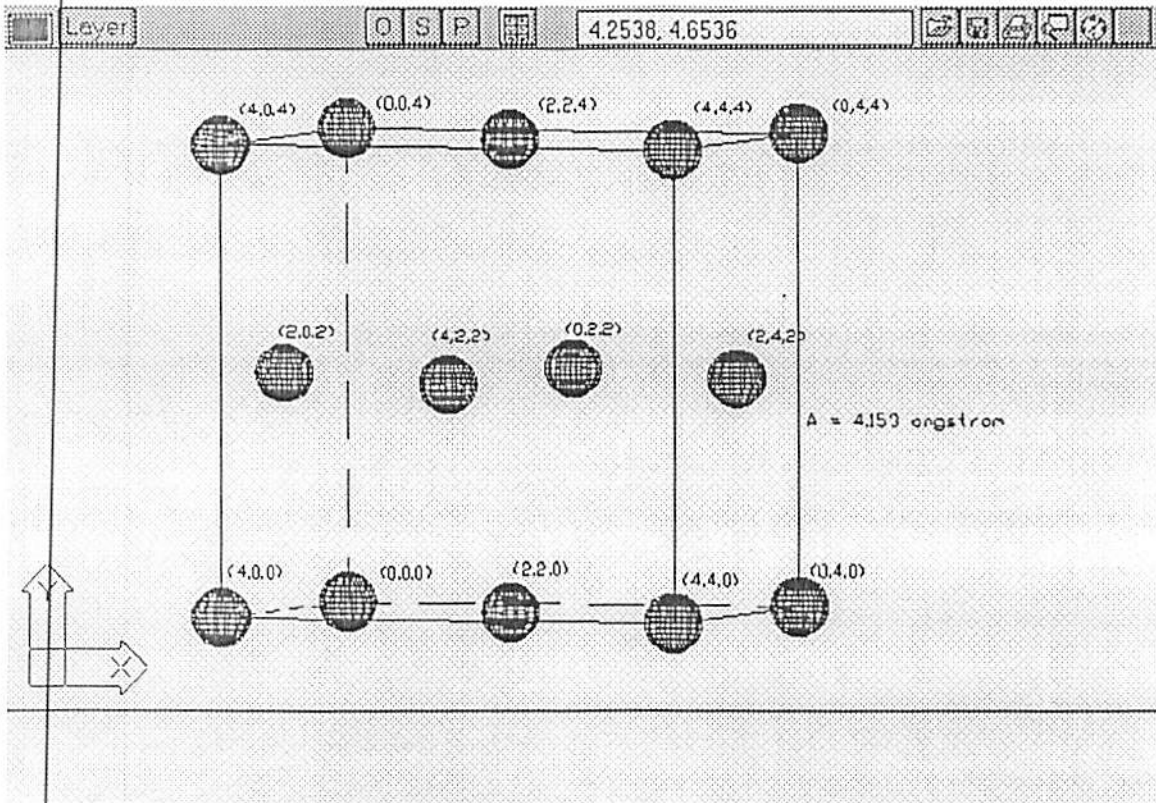 Layer O S P 4.2538, 4.6536
(4.0.4) (0.0.4) (2.2.4) (4,4,4) (0,4,4)
(2.0.2) (4,2,2) (0.2.2) (2,4,2)
A = 4.153 angstrom
(4.0.0) (0.0.0) (2.2.0) (4,4,0) (0,4,0)
Y
X